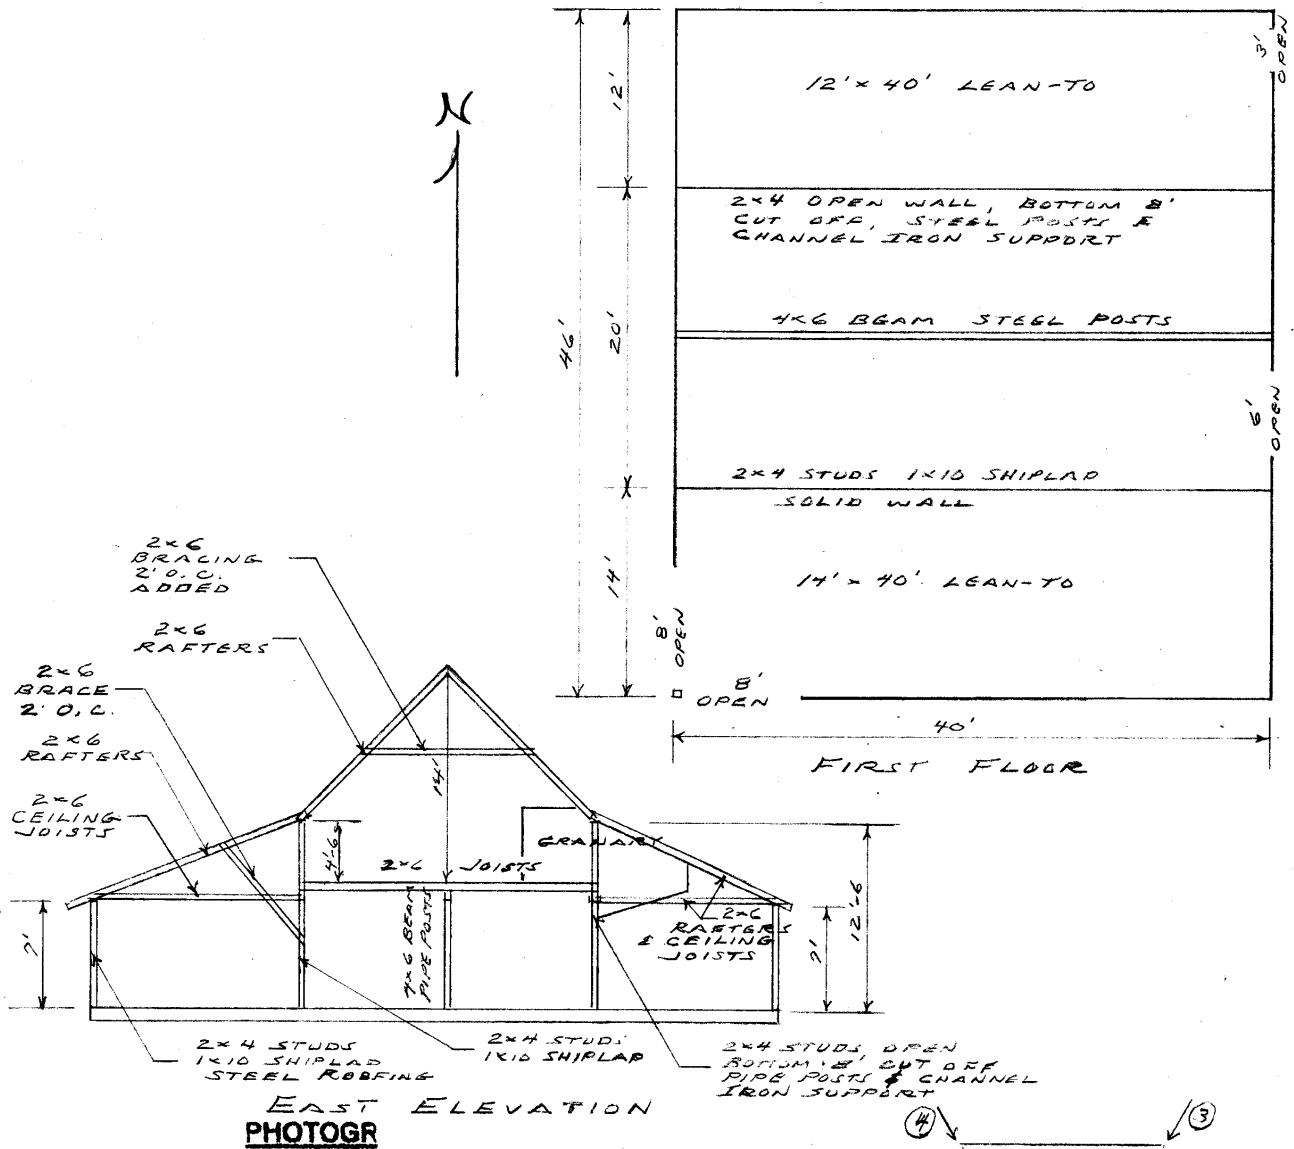 3'
OPEN
12'
12' x 40' LEAN-TO
N
2x4 OPEN WALL, BOTTOM 8'
CUT OFF, STEEL POSTS &
CHANNEL IRON SUPPORT
46'
20'
4x6 BEAM STEEL POSTS
6'
OPEN
2x4 STUDS 1x10 SHIPLAP
SOLID WALL
14'
14' x 40' LEAN-TO
8'
OPEN
8'
OPEN
40'
FIRST FLOOR
2x6
BRACING
2' O.C.
ADDED
2x6
RAFTERS
2x6
BRACE
2' O.C.
2x6
RAFTERS
2x6
CEILING
JOISTS
14'
4'-6
2x6 JOISTS
GRANARY
4x6 BEAM
PIPE POSTS
2x6
RAFTERS
& CEILING
JOISTS
7'
7'
12'-6
2x4 STUDS
1x10 SHIPLAP
STEEL ROOFING
2x4 STUDS
1x10 SHIPLAP
2x4 STUDS OPEN
BOTTOM 8' CUT OFF
PIPE POSTS & CHANNEL
IRON SUPPORT
EAST ELEVATION
PHOTOGR
4
3